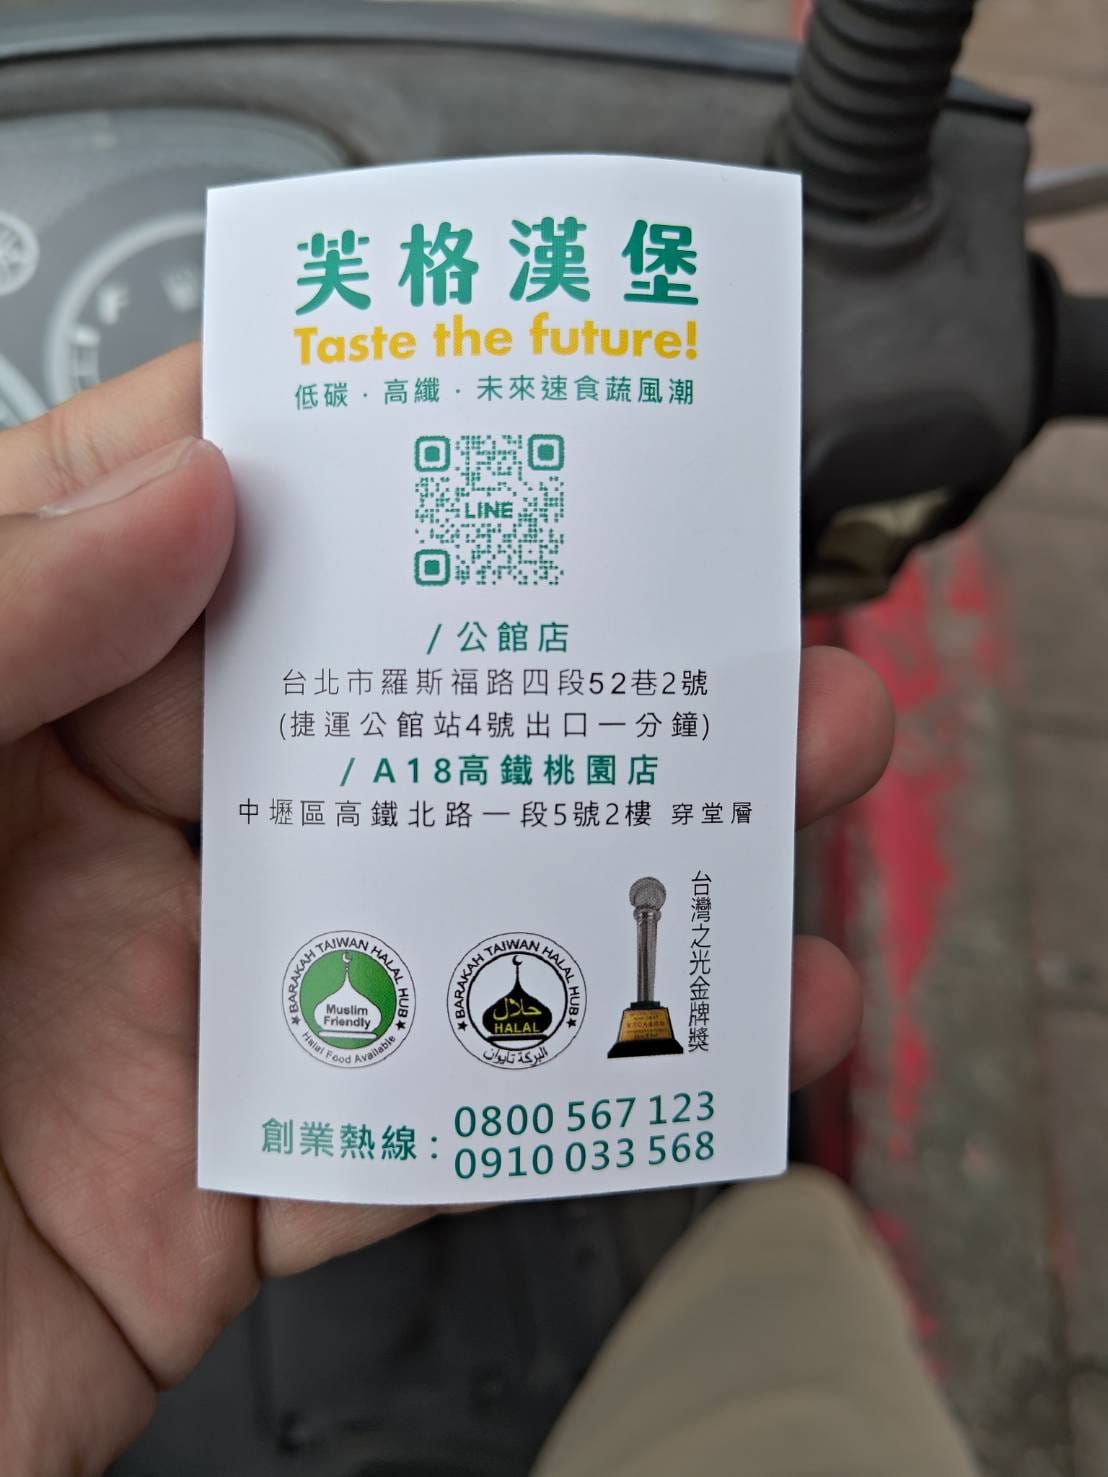 芙格漢堡
Taste the future!
低碳．高纖．未來速食蔬風潮
LINE
/ 公館店
台北市羅斯福路四段52巷2號
(捷運公館站4號出口一分鐘)
/ A18高鐵桃園店
中壢區高鐵北路一段5號2樓 穿堂層
BARAKAH TAIWAN HALAL HUB
Muslim
Friendly
Halal Food Available
BARAKAH TAIWAN HALAL HUB
حلال
HALAL
البركة تايوان
台灣之光金牌獎
創業熱線：
0800 567 123
0910 033 568